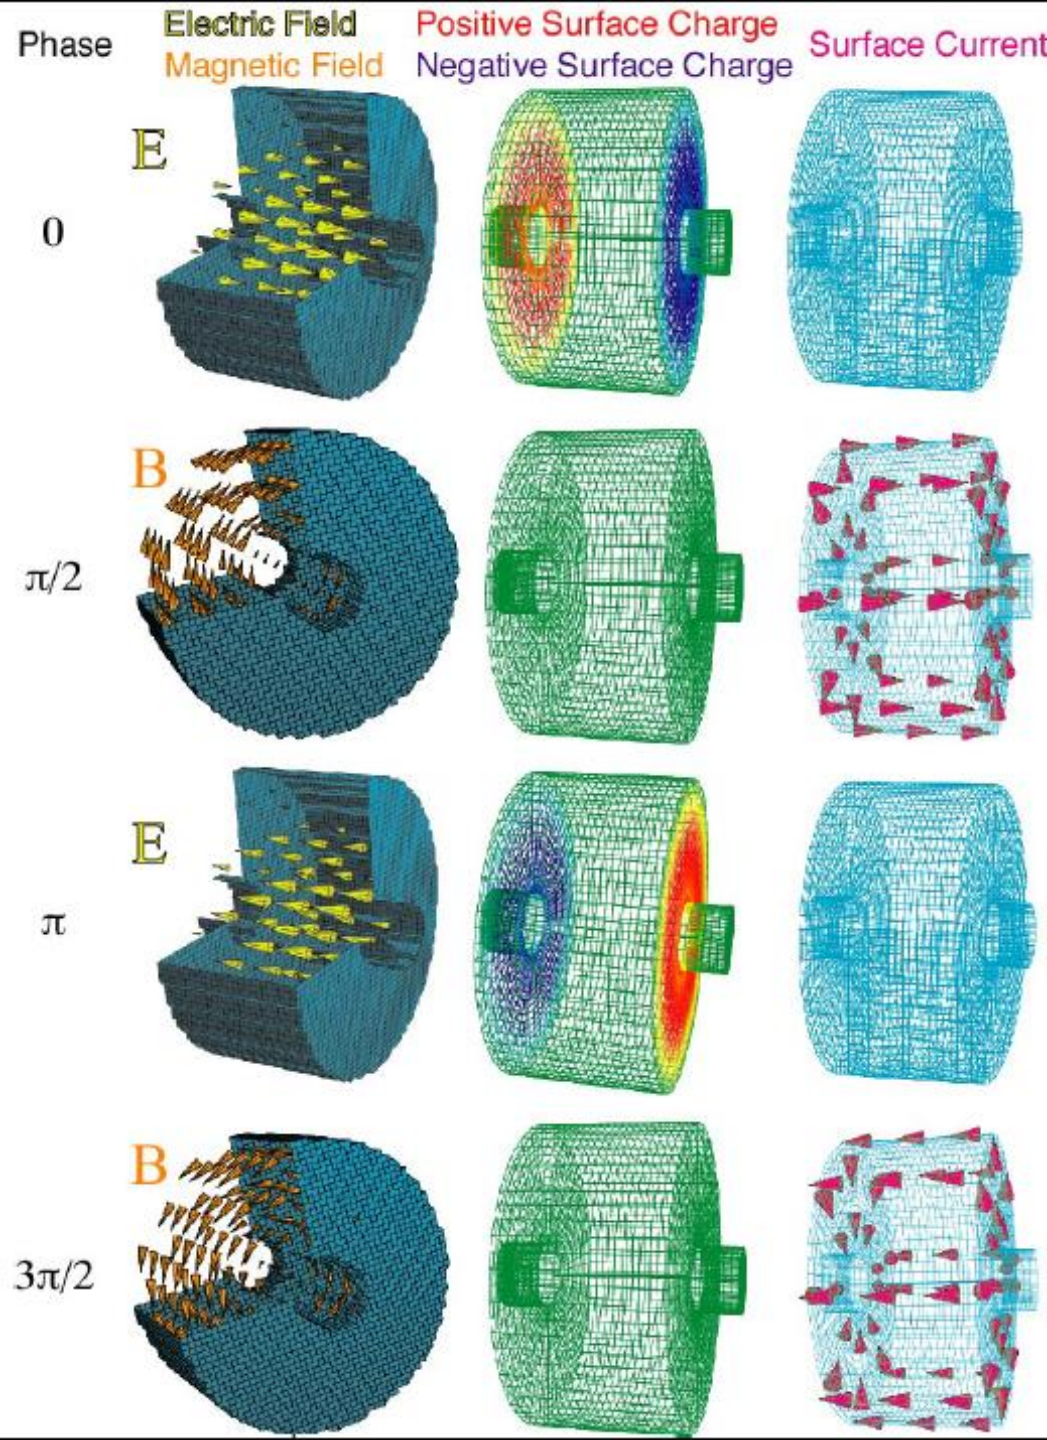 Phase
Electric Field
Magnetic Field
Positive Surface Charge
Negative Surface Charge
Surface Current
E
0
B
π/2
E
π
B
3π/2